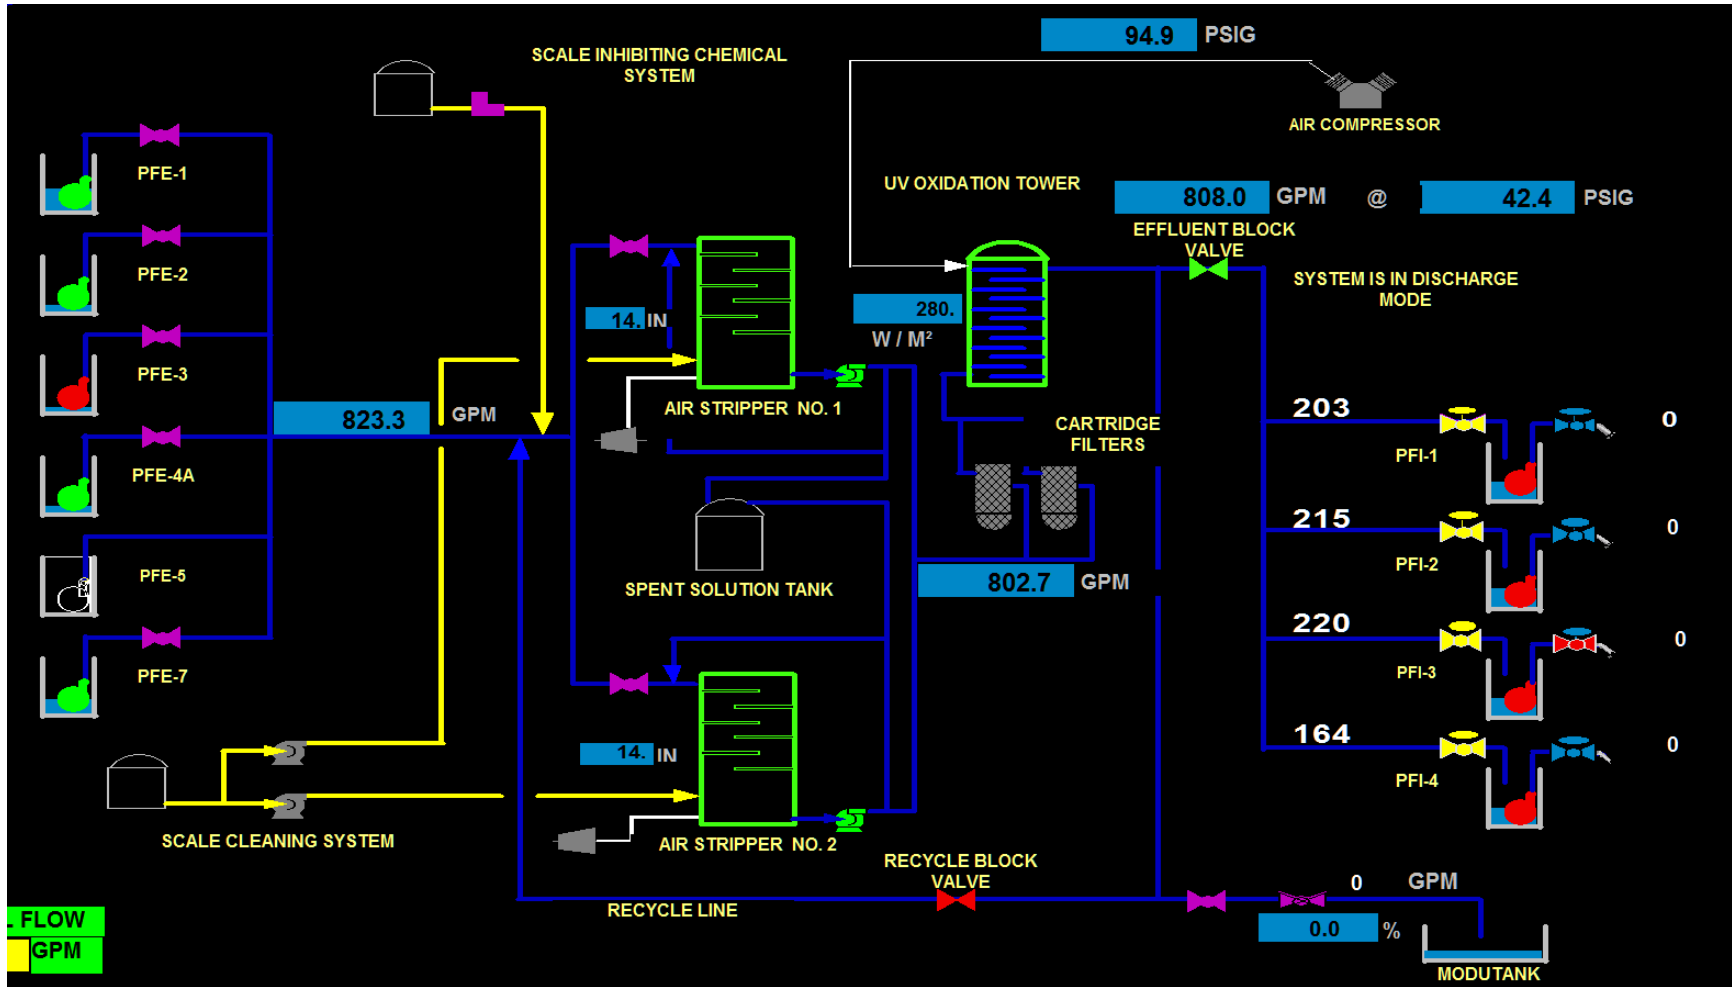 94.9 PSIG
SCALE INHIBITING CHEMICAL
SYSTEM
AIR COMPRESSOR
PFE-1
UV OXIDATION TOWER
808.0 GPM @ 42.4 PSIG
EFFLUENT BLOCK
VALVE
PFE-2
SYSTEM IS IN DISCHARGE
MODE
14. IN
280.
W / M²
PFE-3
823.3 GPM
AIR STRIPPER NO. 1
CARTRIDGE
FILTERS
203
0
PFI-1
PFE-4A
215
0
PFI-2
PFE-5
SPENT SOLUTION TANK
802.7 GPM
220
0
PFI-3
PFE-7
164
0
PFI-4
14. IN
SCALE CLEANING SYSTEM
AIR STRIPPER NO. 2
RECYCLE BLOCK
VALVE
0 GPM
RECYCLE LINE
L FLOW
GPM
0.0 %
MODUTANK